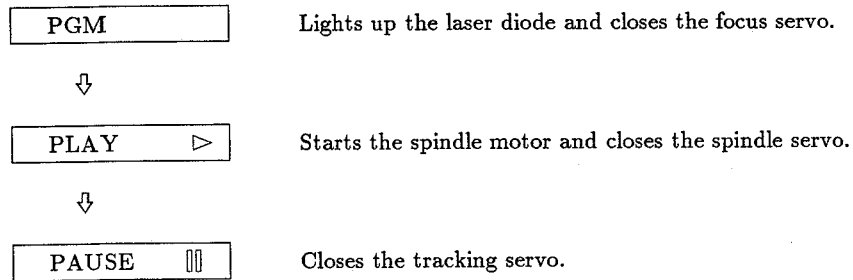 PGM Lights up the laser diode and closes the focus servo.
PLAY ▷ Starts the spindle motor and closes the spindle servo.
PAUSE Closes the tracking servo.